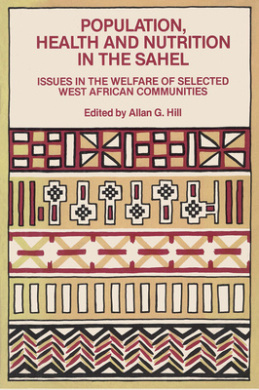 POPULATION,
HEALTH AND NUTRITION
IN THE SAHEL
ISSUES IN THE WELFARE OF SELECTED
WEST AFRICAN COMMUNITIES
Edited by Allan G. Hill